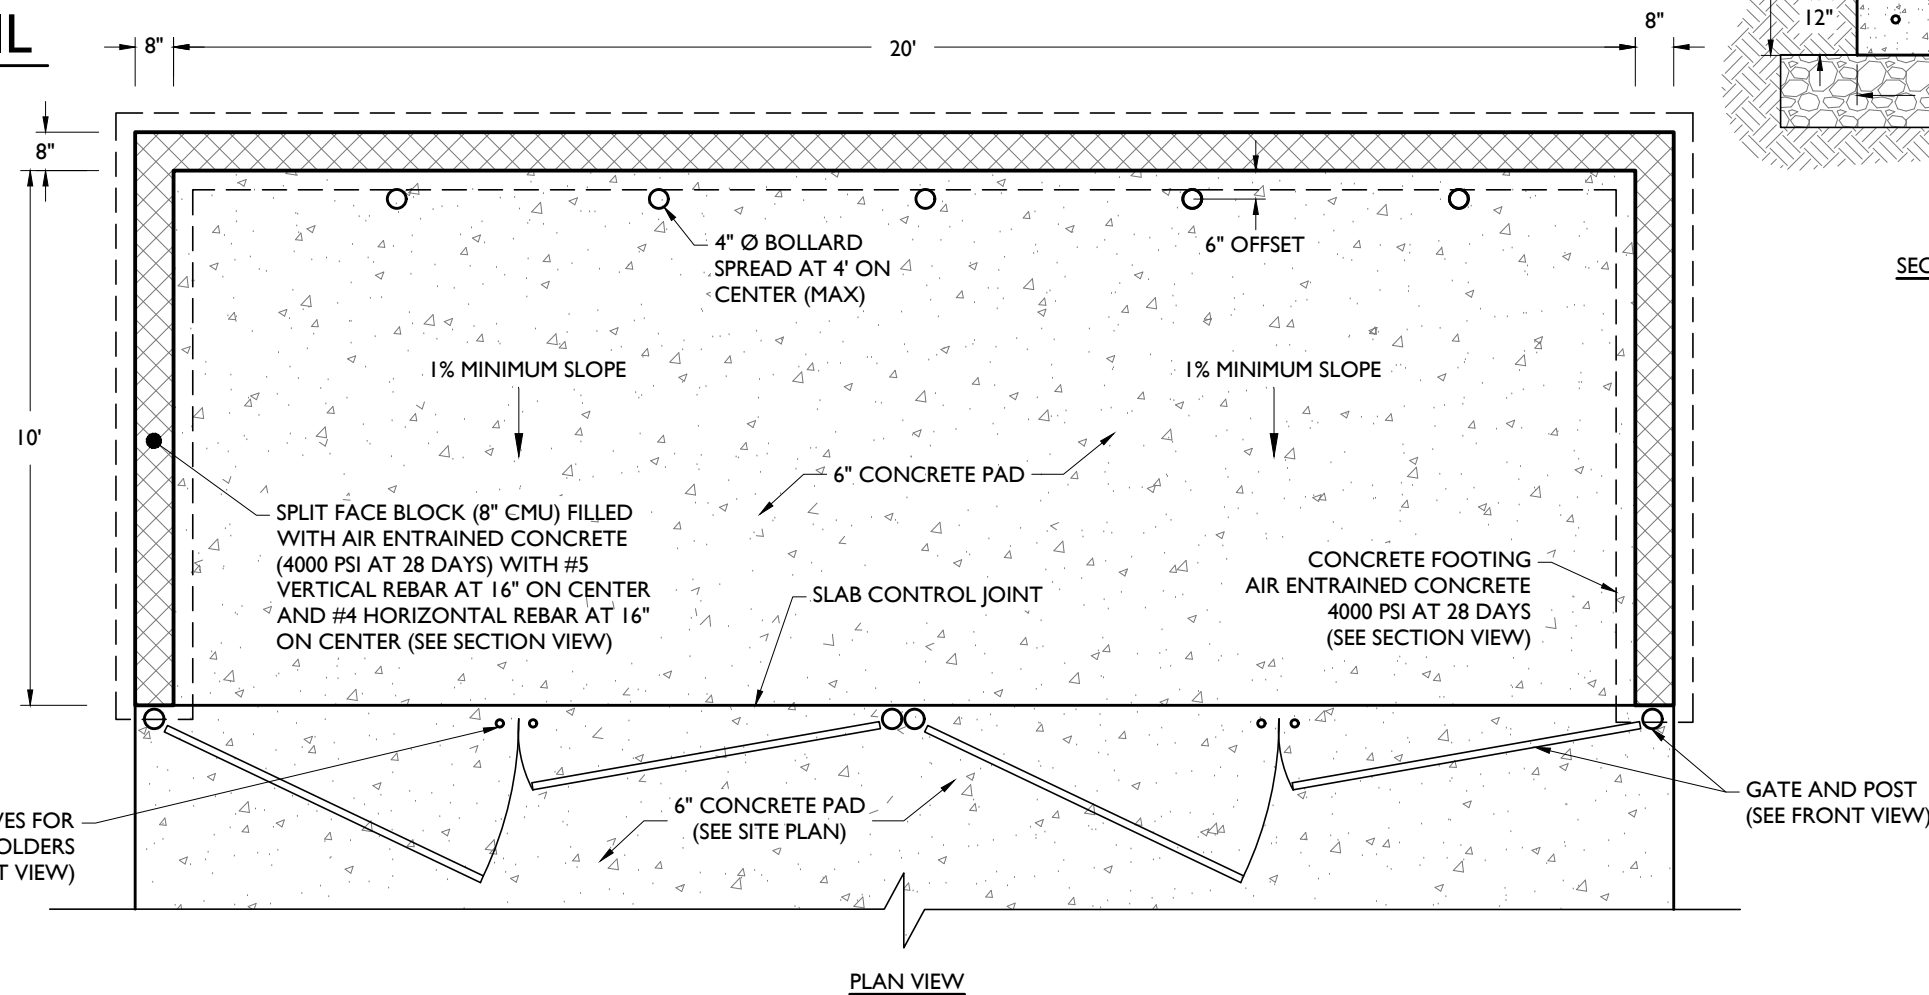 IL
8"
20'
8"
12"
8"
SEC
4" Ø BOLLARD
SPREAD AT 4' ON
CENTER (MAX)
6" OFFSET
1% MINIMUM SLOPE
1% MINIMUM SLOPE
10'
6" CONCRETE PAD
SPLIT FACE BLOCK (8" CMU) FILLED
WITH AIR ENTRAINED CONCRETE
(4000 PSI AT 28 DAYS) WITH #5
VERTICAL REBAR AT 16" ON CENTER
AND #4 HORIZONTAL REBAR AT 16"
ON CENTER (SEE SECTION VIEW)
SLAB CONTROL JOINT
CONCRETE FOOTING
AIR ENTRAINED CONCRETE
4000 PSI AT 28 DAYS
(SEE SECTION VIEW)
VES FOR
OLDERS
T VIEW)
6" CONCRETE PAD
(SEE SITE PLAN)
GATE AND POST
(SEE FRONT VIEW)
PLAN VIEW